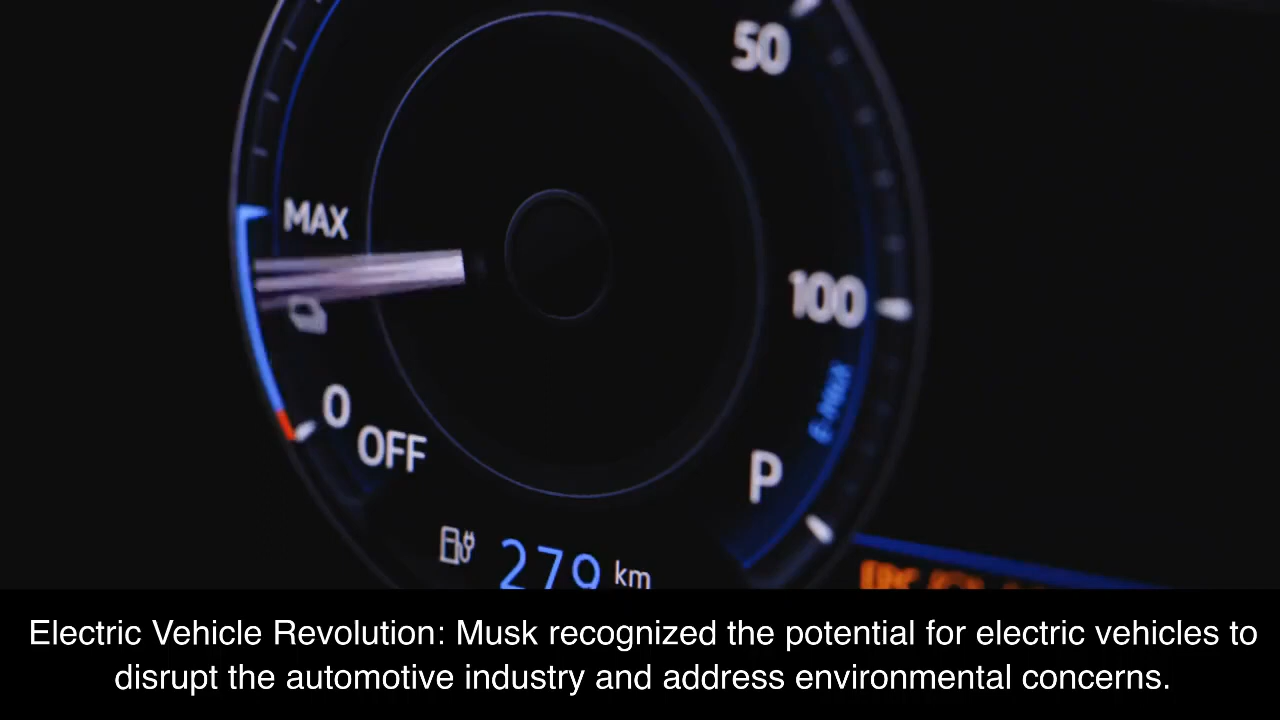 50
MAX
100
0
OFF
P
279 km
Electric Vehicle Revolution: Musk recognized the potential for electric vehicles to
disrupt the automotive industry and address environmental concerns.